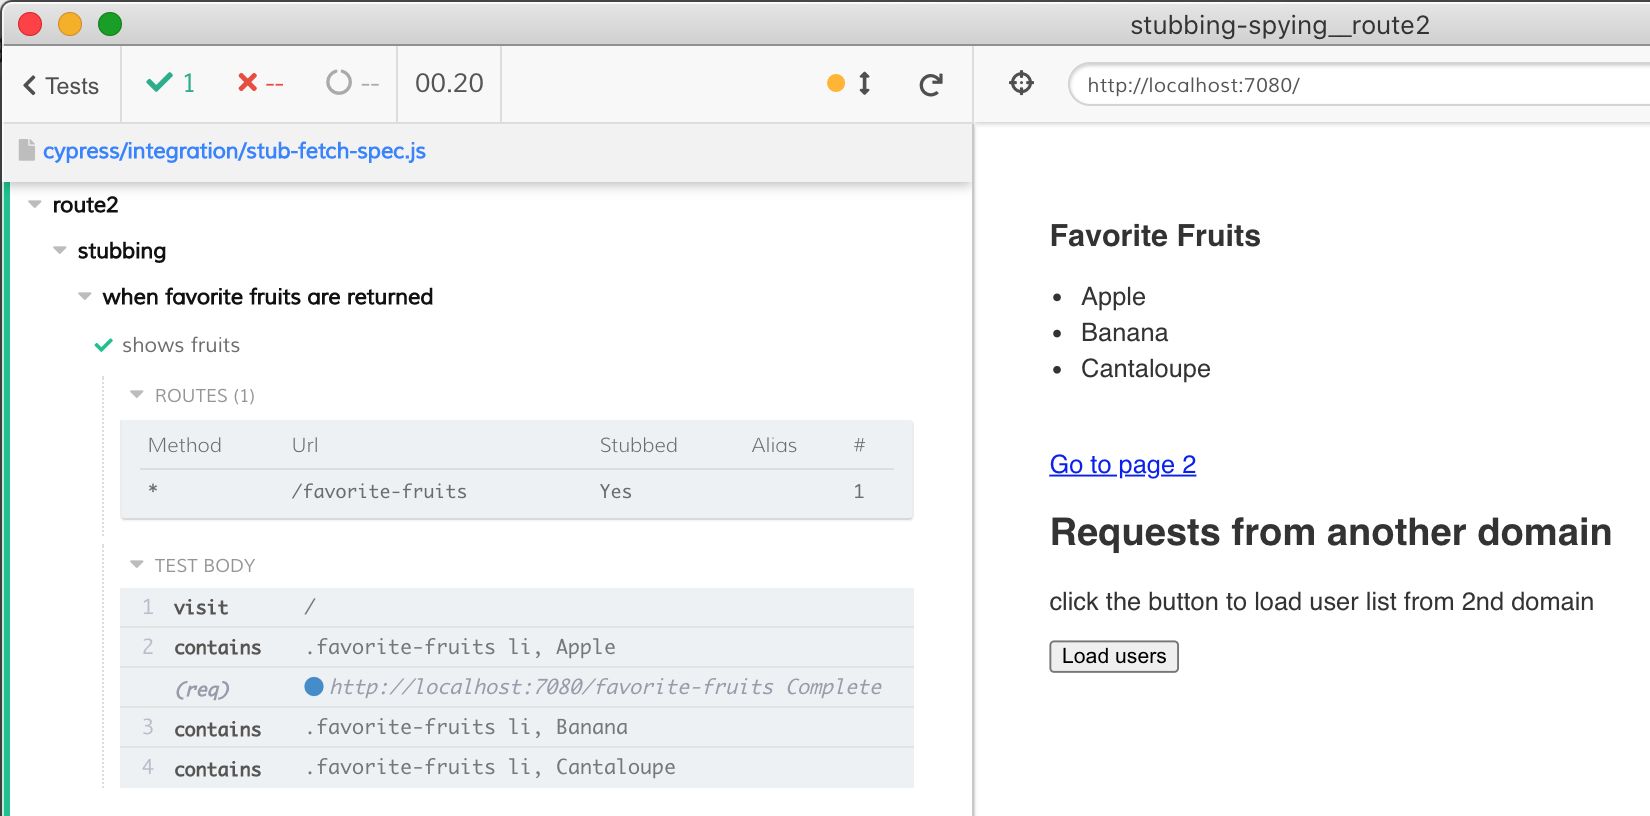 stubbing-spying__route2
Tests 1 -- -- 00.20
http://localhost:7080/
cypress/integration/stub-fetch-spec.js
route2
stubbing
when favorite fruits are returned
shows fruits
ROUTES (1)
Method Url Stubbed Alias #
* /favorite-fruits Yes 1
TEST BODY
1 visit /
2 contains .favorite-fruits li, Apple
(req) http://localhost:7080/favorite-fruits Complete
3 contains .favorite-fruits li, Banana
4 contains .favorite-fruits li, Cantaloupe
Favorite Fruits
• Apple
• Banana
• Cantaloupe
Go to page 2
Requests from another domain
click the button to load user list from 2nd domain
Load users